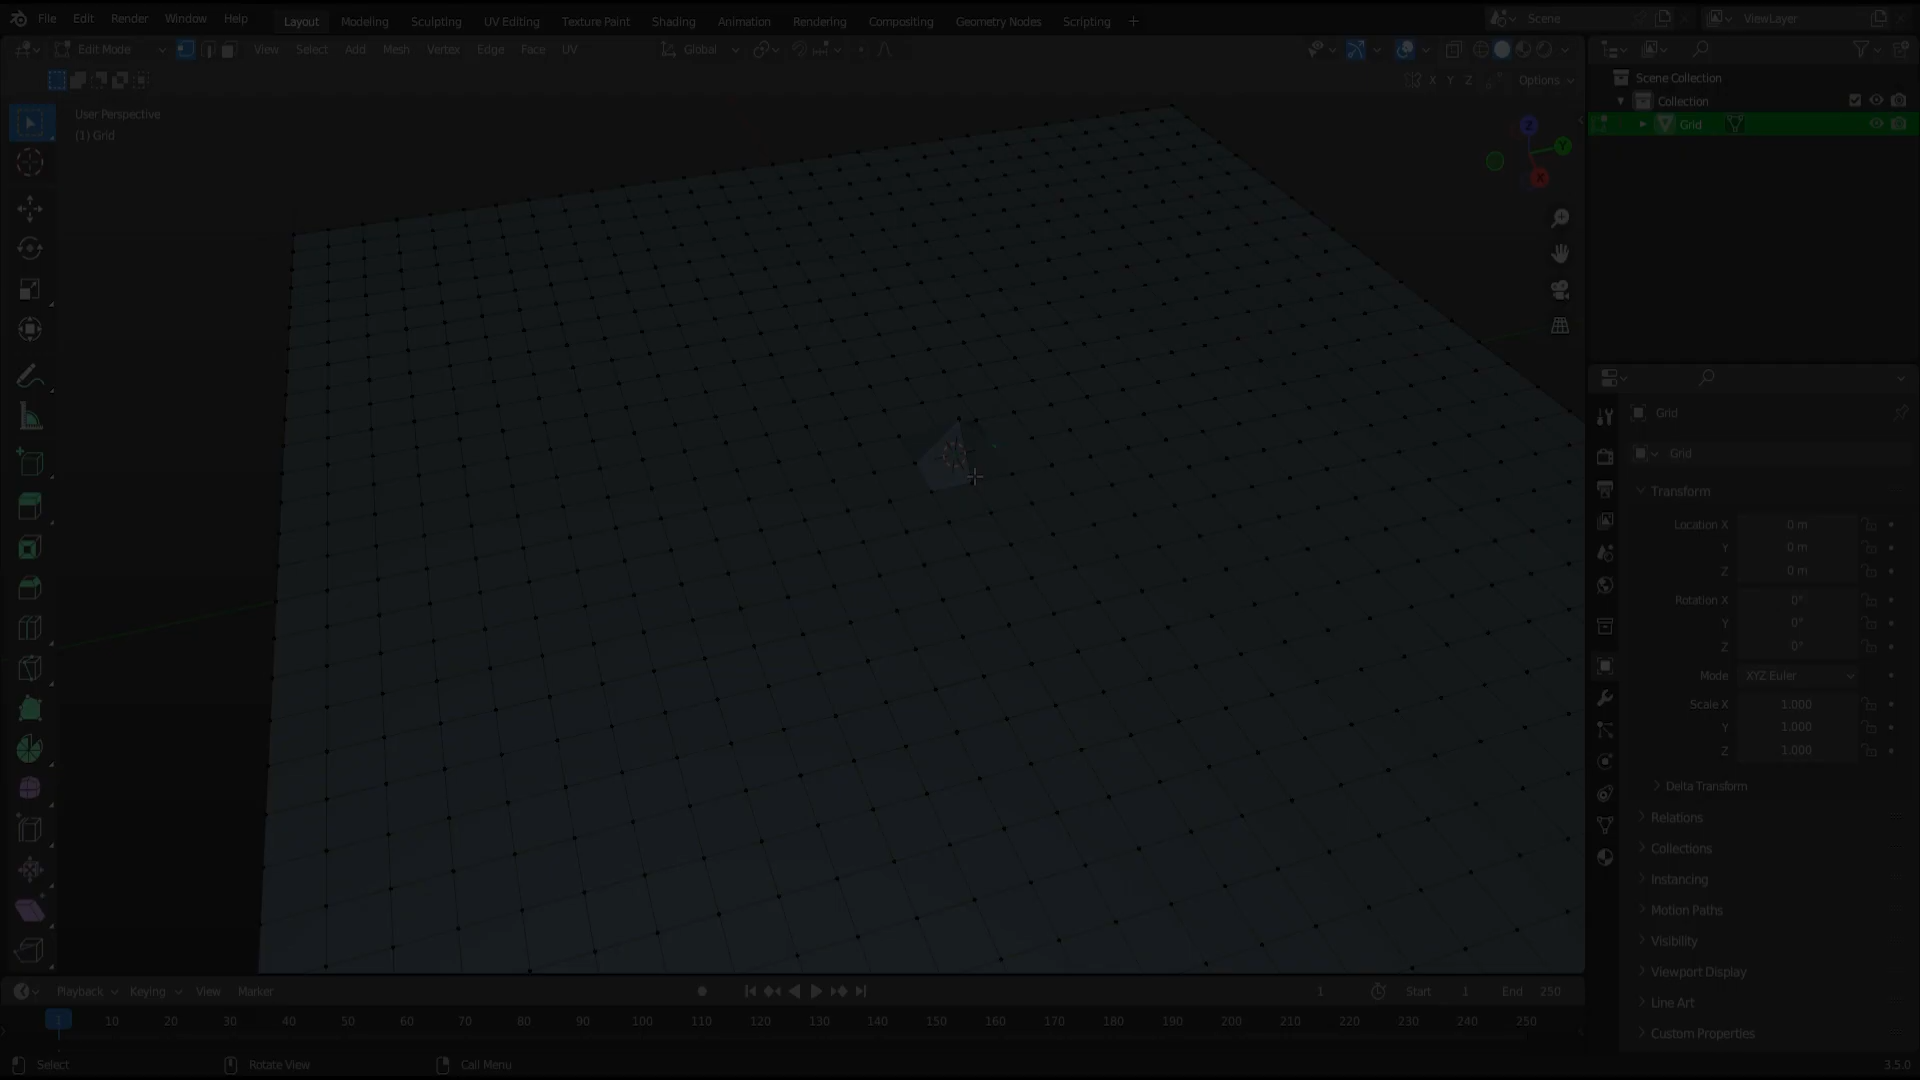 File Edit Render Window Help Layout Modeling Sculpting UV Editing Texture Paint Shading Animation Rendering Compositing Geometry Nodes Scripting + Scene ViewLayer
Edit Mode View Select Add Mesh Vertex Edge Face UV Global
X Y Z Options
User Perspective
(1) Grid
Z
Y
X
Scene Collection
Collection
Grid
Grid
Grid
Transform
Location X 0 m
Y 0 m
Z 0 m
Rotation X 0°
Y 0°
Z 0°
Mode XYZ Euler
Scale X 1.000
Y 1.000
Z 1.000
Delta Transform
Relations
Collections
Instancing
Motion Paths
Visibility
Viewport Display
Line Art
Custom Properties
Playback Keying View Marker 1 Start 1 End 250
1 10 20 30 40 50 60 70 80 90 100 110 120 130 140 150 160 170 180 190 200 210 220 230 240 250
Select Rotate View Call Menu 3.5.0